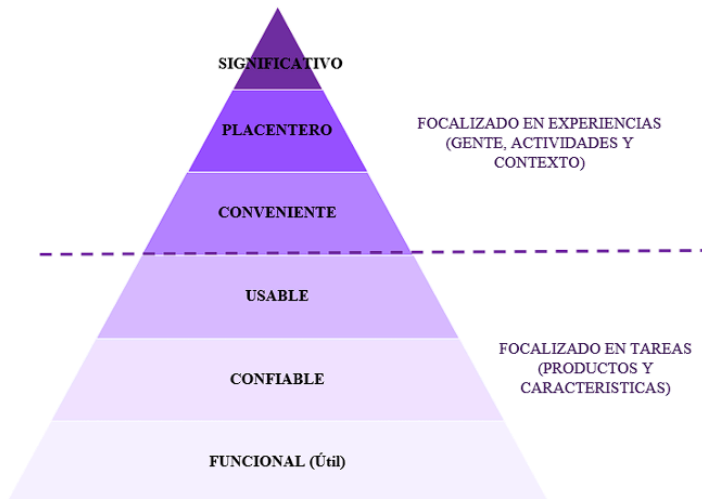 SIGNIFICATIVO
PLACENTERO
FOCALIZADO EN EXPERIENCIAS
(GENTE, ACTIVIDADES Y
CONTEXTO)
CONVENIENTE
USABLE
FOCALIZADO EN TAREAS
(PRODUCTOS Y
CARACTERISTICAS)
CONFIABLE
FUNCIONAL (Útil)